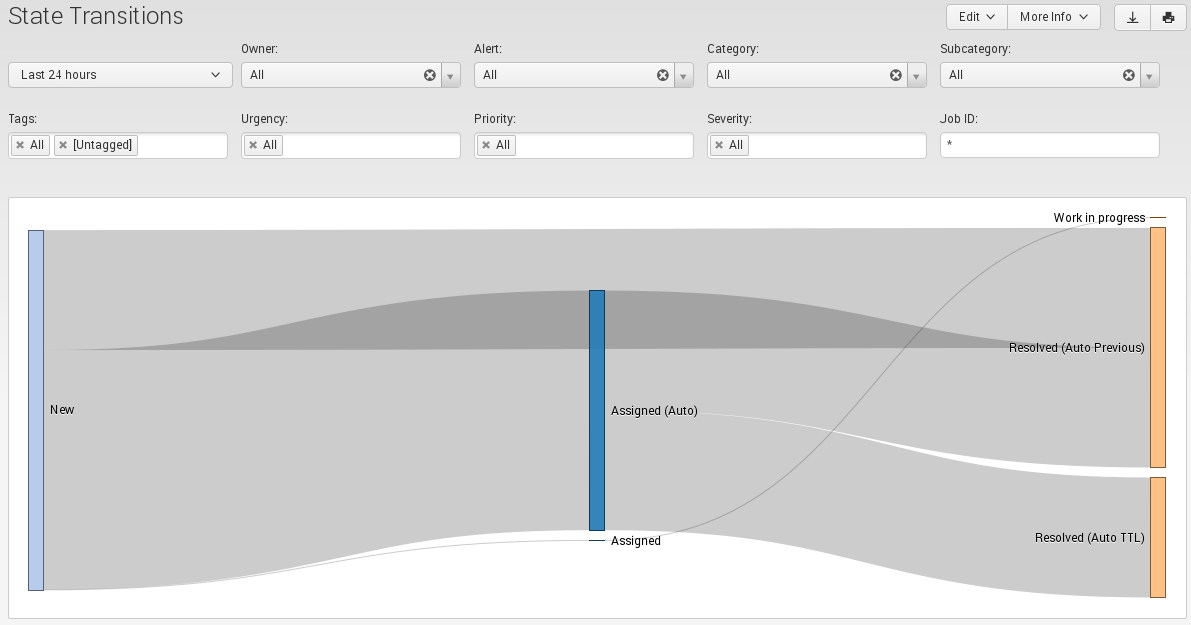 State Transitions
Edit
More Info
Owner:
Alert:
Category:
Subcategory:
Last 24 hours
All
All
All
All
Tags:
Urgency:
Priority:
Severity:
Job ID:
All
[Untagged]
All
All
All
*
Work in progress
Resolved (Auto Previous)
New
Assigned (Auto)
Resolved (Auto TTL)
Assigned